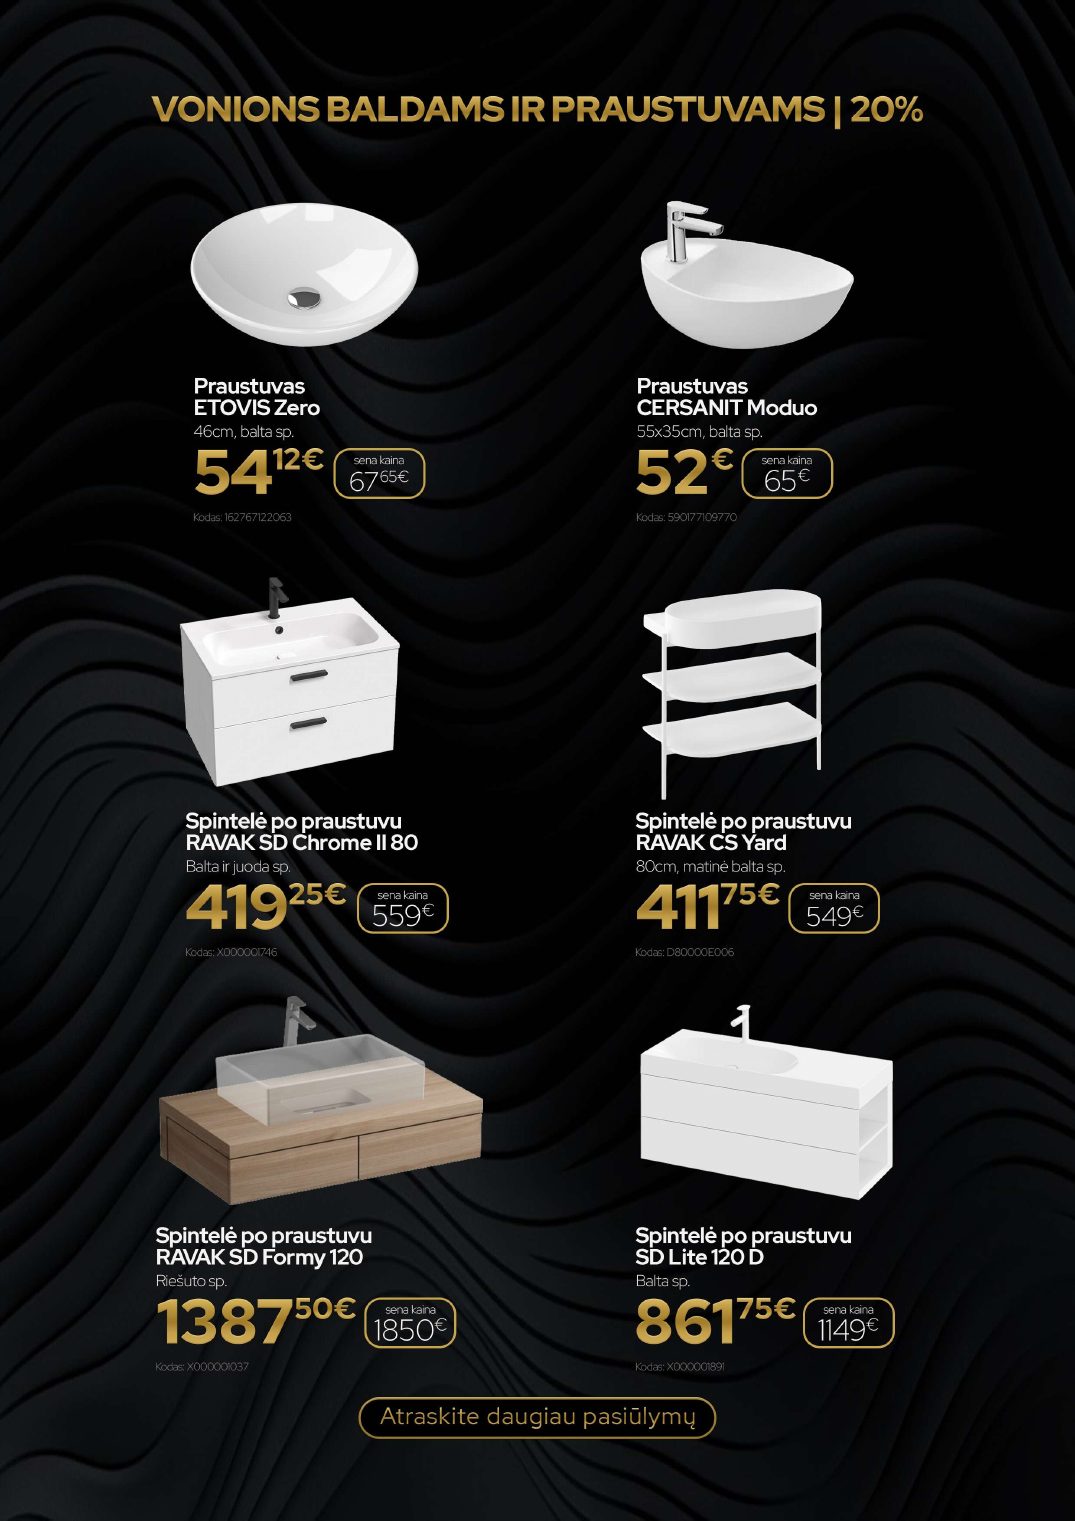 VONIONS BALDAMS IR PRAUSTUVAMS | 20%
Praustuvas
ETOVIS Zero
46cm, balta sp.
54 12€
sena kaina
67 65€
Kodas: 162767122063
Praustuvas
CERSANIT Moduo
55x35cm, balta sp.
52€
sena kaina
65€
Kodas: 590177109770
Spintelė po praustuvu
RAVAK SD Chrome II 80
Balta ir juoda sp.
419 25€
sena kaina
559€
Kodas: X000001746
Spintelė po praustuvu
RAVAK CS Yard
80cm, matinė balta sp.
411 75€
sena kaina
549€
Kodas: D80000E006
Spintelė po praustuvu
RAVAK SD Formy 120
Riešuto sp.
1387 50€
sena kaina
1850€
Kodas: X000001037
Spintelė po praustuvu
SD Lite 120 D
Balta sp.
861 75€
sena kaina
1149€
Kodas: X000001891
Atraskite daugiau pasiūlymų